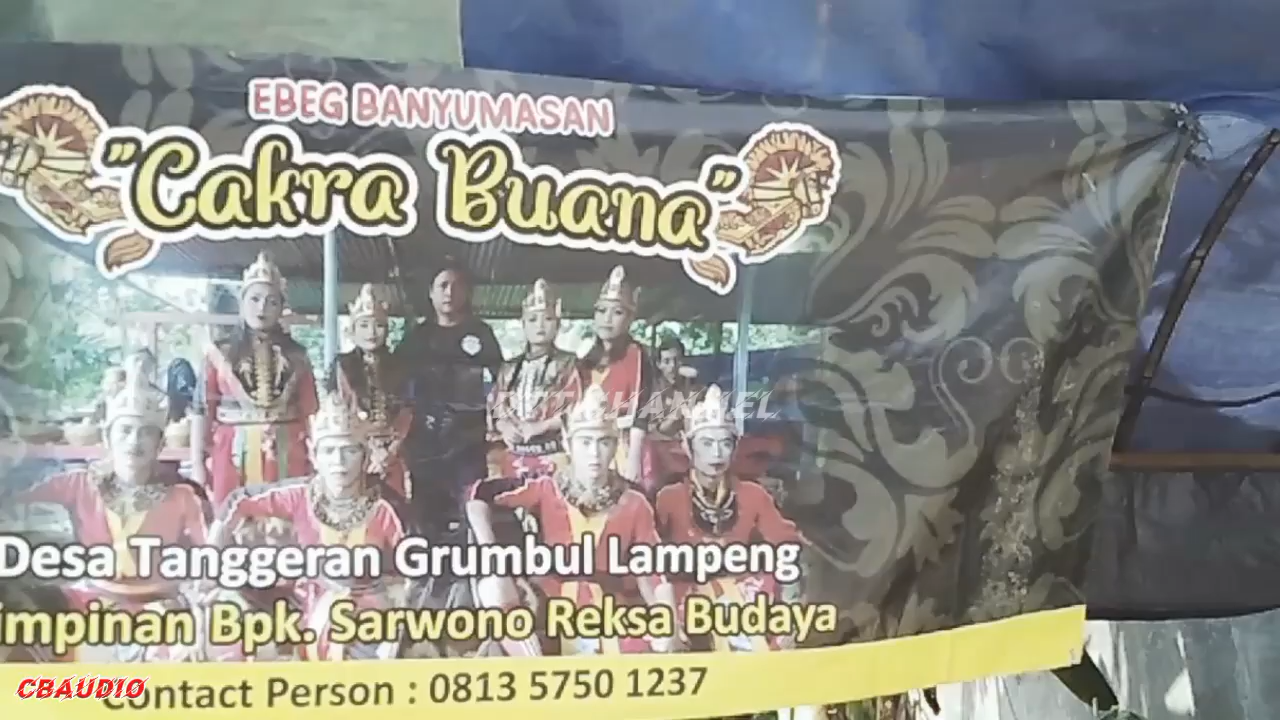 EBEG BANYUMASAN
"Cakra Buana"
CHANNEL
Desa Tanggeran Grumbul Lampeng
impinan Bpk. Sarwono Reksa Budaya
Contact Person : 0813 5750 1237
CBAUDIO